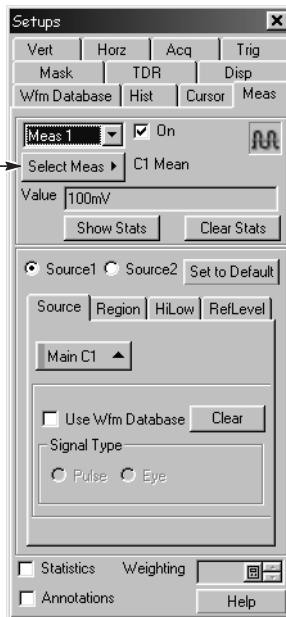 Setups
Vert Horz Acq Trig
Mask TDR Disp
Wfm Database Hist Cursor Meas
Meas 1 On
Select Meas C1 Mean
Value 100mV
Show Stats Clear Stats
Source1 Source2 Set to Default
Source Region HiLow RefLevel
Main C1
Use Wfm Database Clear
Signal Type
Pulse Eye
Statistics Weighting
Annotations Help